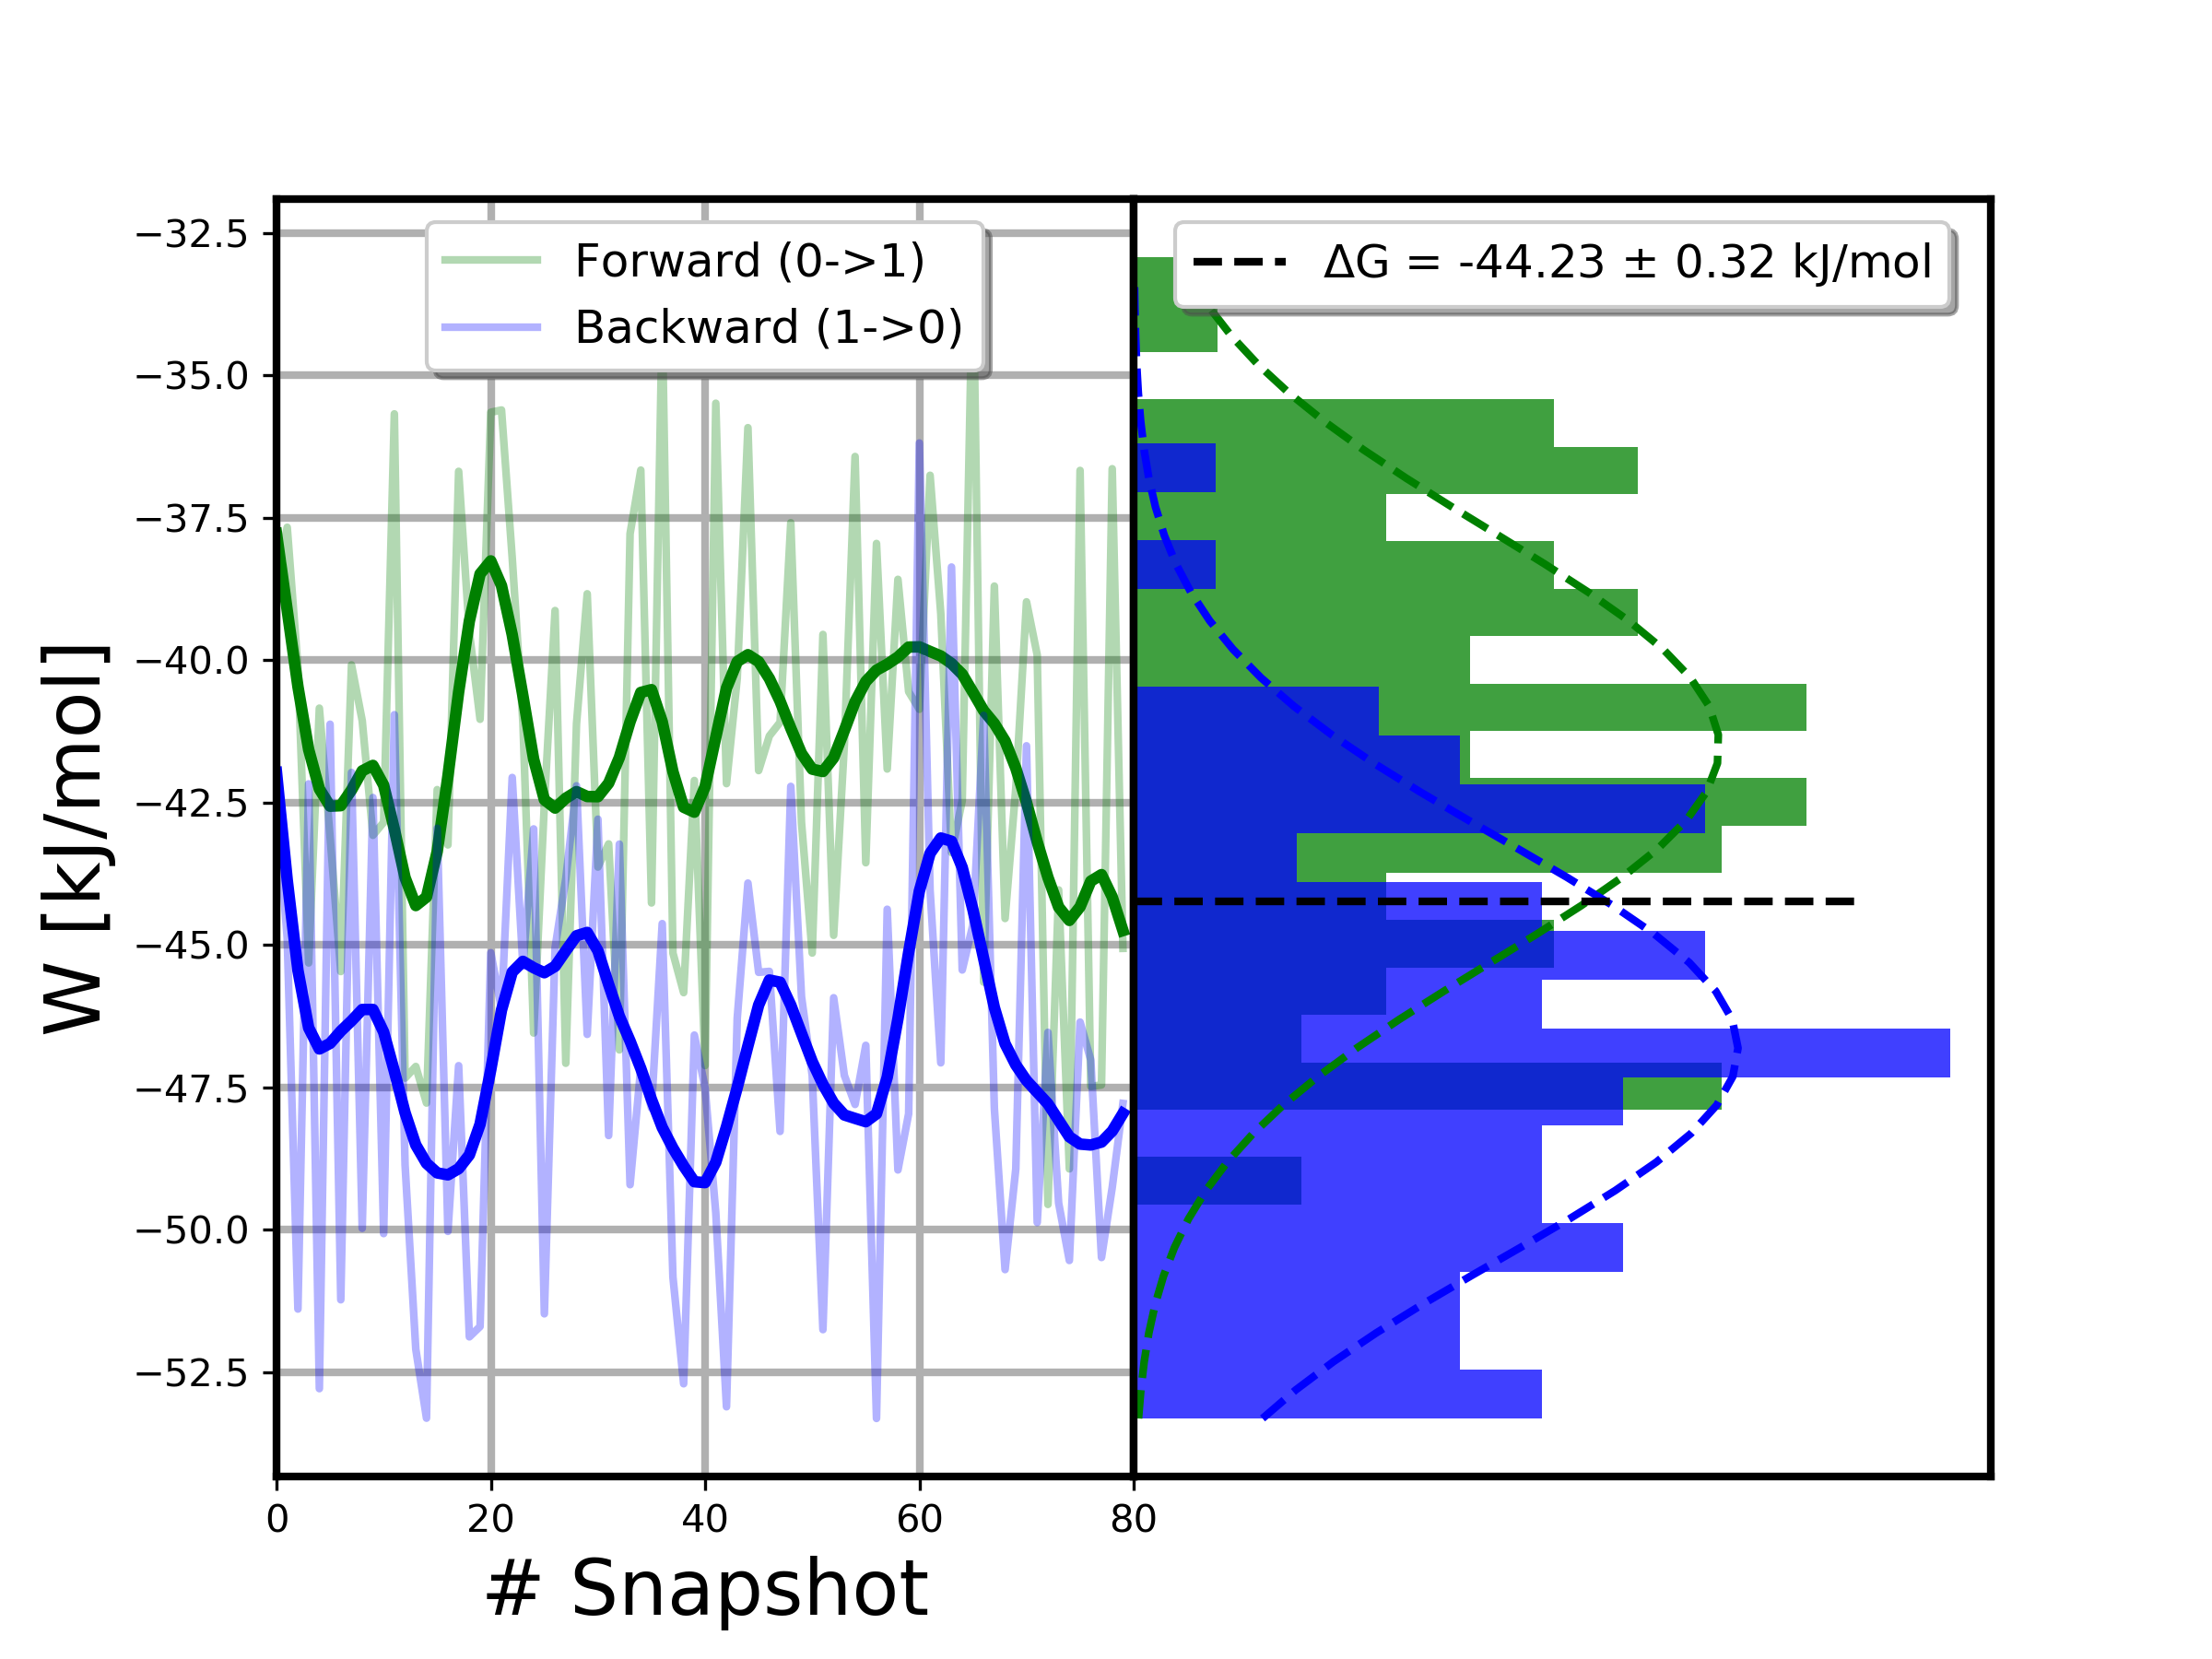 Forward (0->1)
Backward (1->0)
ΔG = -44.23 ± 0.32 kJ/mol
−32.5
−35.0
−37.5
−40.0
−42.5
−45.0
−47.5
−50.0
−52.5
W [kJ/mol]
0
20
40
60
80
# Snapshot